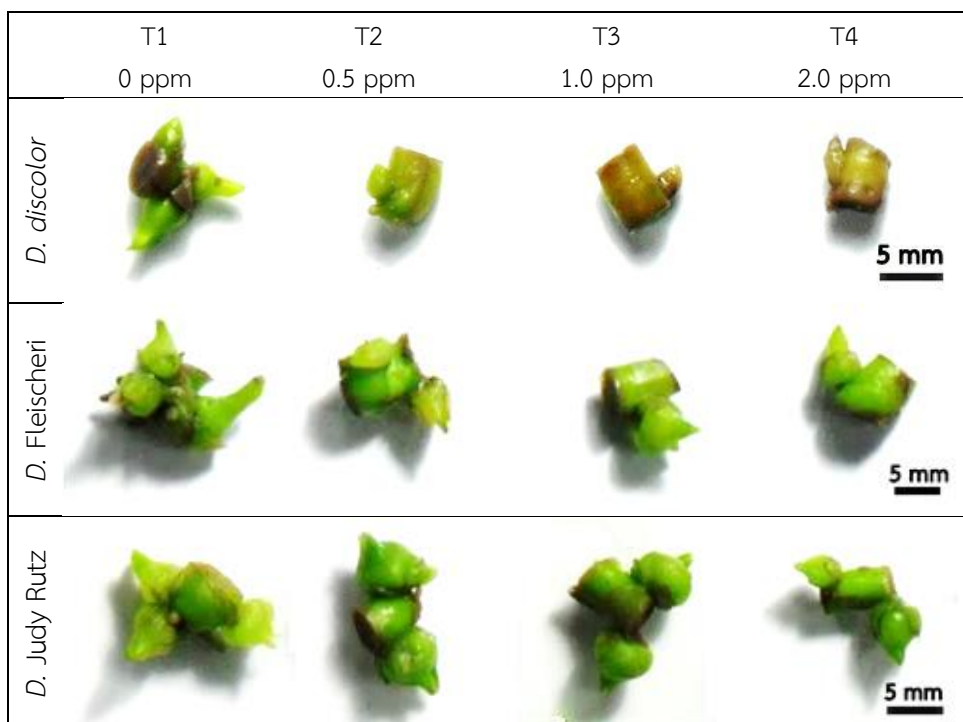 T1 T2 T3 T4
0 ppm 0.5 ppm 1.0 ppm 2.0 ppm
D. discolor
5 mm
D. Fleischeri
5 mm
D. Judy Rutz
5 mm